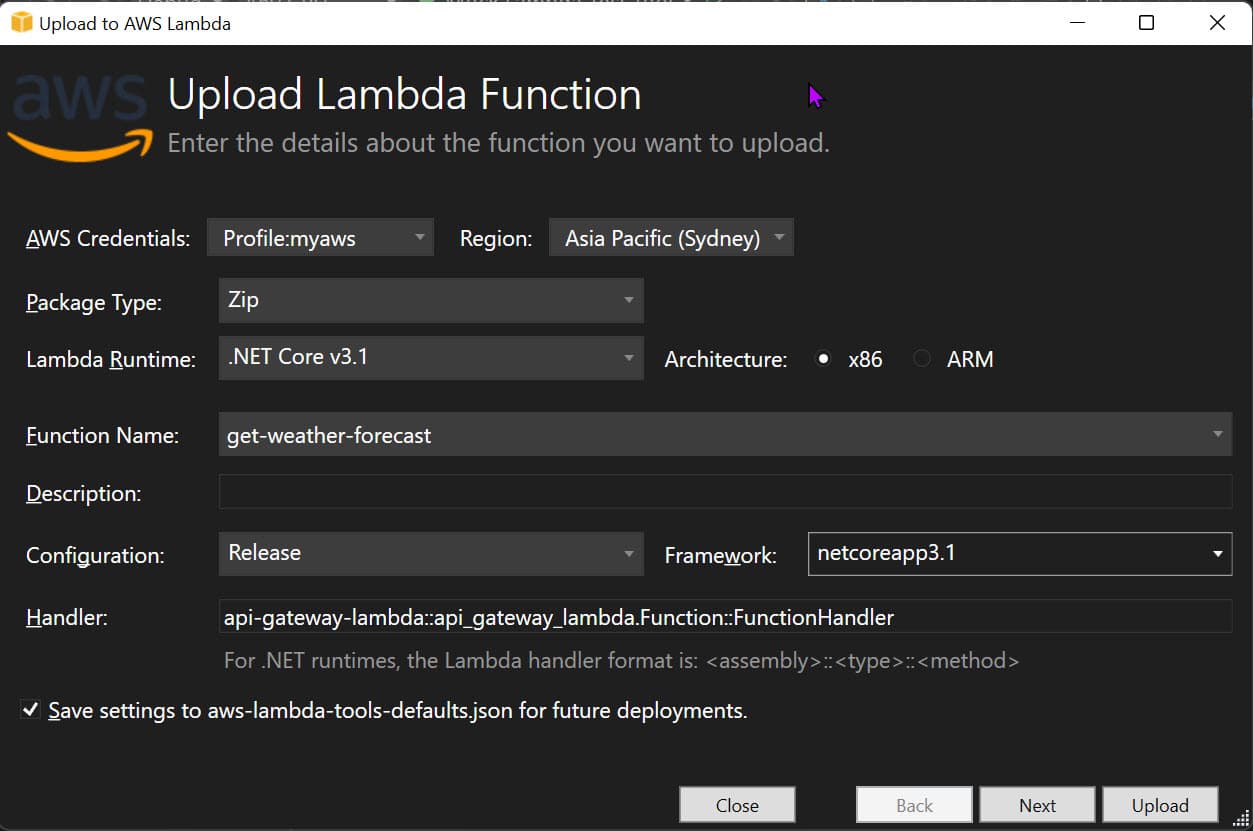 Upload to AWS Lambda
aws
Upload Lambda Function
Enter the details about the function you want to upload.
AWS Credentials: Profile:myaws Region: Asia Pacific (Sydney)
Package Type: Zip
Lambda Runtime: .NET Core v3.1 Architecture: x86 ARM
Function Name: get-weather-forecast
Description:
Configuration: Release Framework: netcoreapp3.1
Handler: api-gateway-lambda::api_gateway_lambda.Function::FunctionHandler
For .NET runtimes, the Lambda handler format is: <assembly>::<type>::<method>
Save settings to aws-lambda-tools-defaults.json for future deployments.
Close Back Next Upload